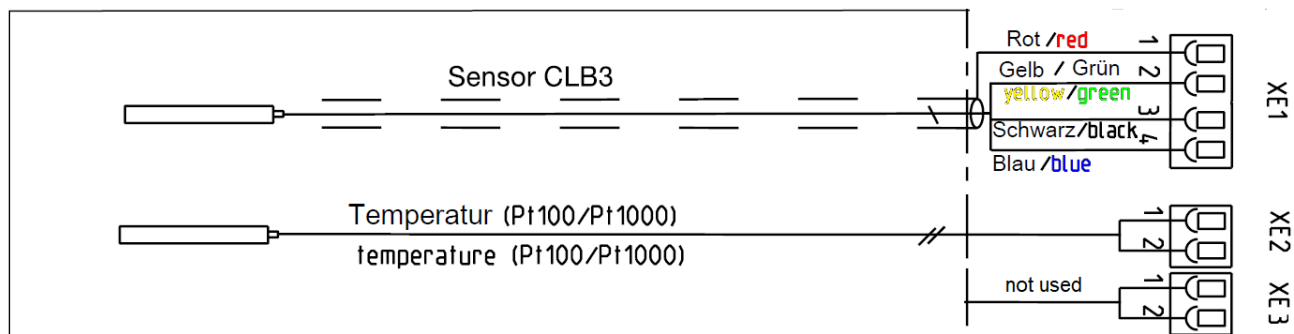 Sensor CLB3
Rot /red
Gelb / Grün
yellow/green
Schwarz/black
Blau /blue
1
2
3
4
XE1
Temperatur (Pt100/Pt1000)
temperature (Pt100/Pt1000)
1
2
XE2
not used
1
2
XE3